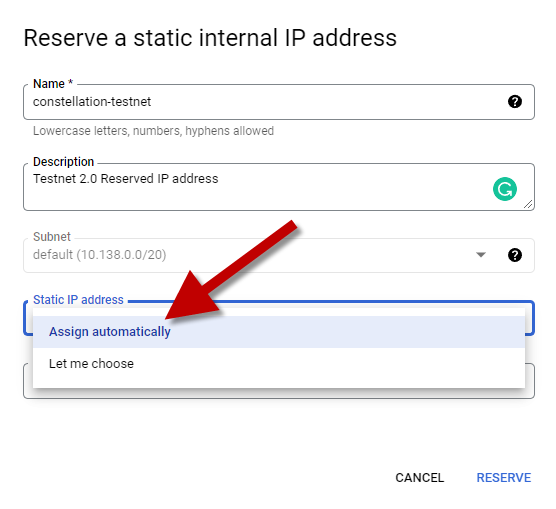 Reserve a static internal IP address
Name *
constellation-testnet
Lowercase letters, numbers, hyphens allowed
Description
Testnet 2.0 Reserved IP address
Subnet
default (10.138.0.0/20)
Static IP address
Assign automatically
Let me choose
CANCEL
RESERVE